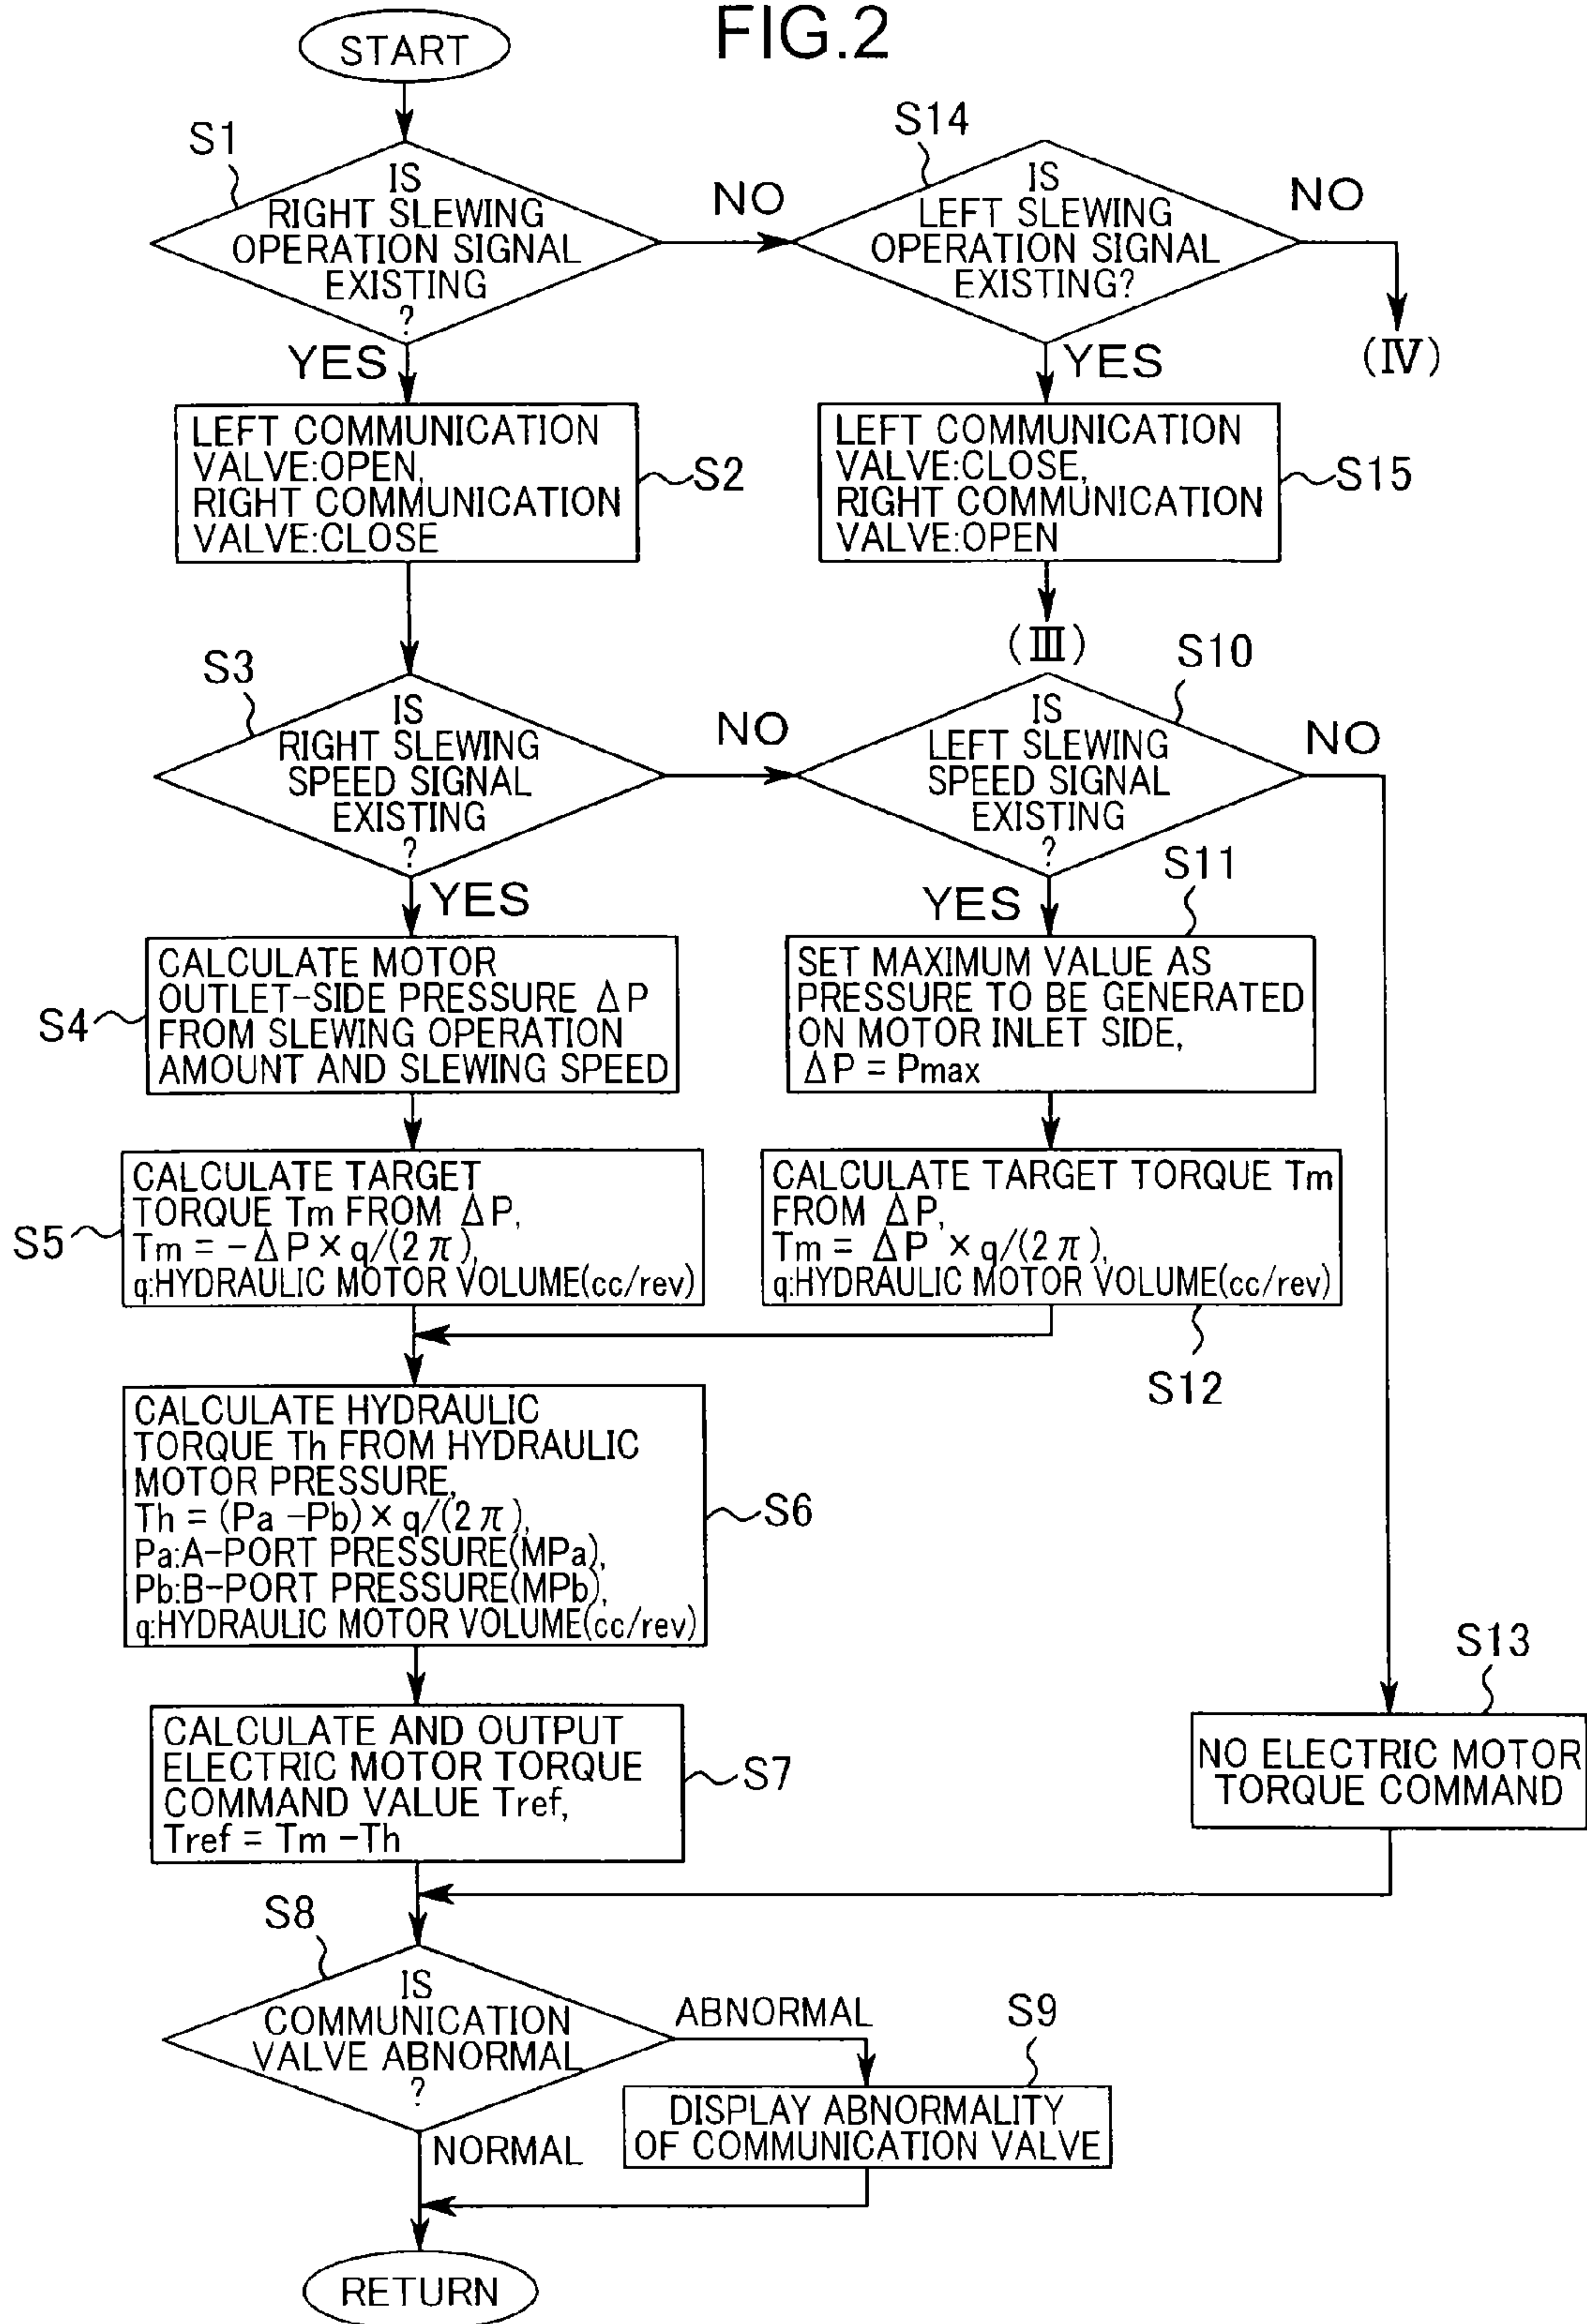 FIG.2
START
S1
IS
RIGHT SLEWING
OPERATION SIGNAL
EXISTING
?
NO
YES
S14
IS
LEFT SLEWING
OPERATION SIGNAL
EXISTING?
NO
(IV)
YES
LEFT COMMUNICATION
VALVE:OPEN,
RIGHT COMMUNICATION
VALVE:CLOSE
S2
LEFT COMMUNICATION
VALVE:CLOSE,
RIGHT COMMUNICATION
VALVE:OPEN
S15
(III)
S3
IS
RIGHT SLEWING
SPEED SIGNAL
EXISTING
?
NO
YES
S10
IS
LEFT SLEWING
SPEED SIGNAL
EXISTING
?
NO
YES
S4
CALCULATE MOTOR
OUTLET-SIDE PRESSURE ΔP
FROM SLEWING OPERATION
AMOUNT AND SLEWING SPEED
S11
SET MAXIMUM VALUE AS
PRESSURE TO BE GENERATED
ON MOTOR INLET SIDE,
ΔP = Pmax
S5
CALCULATE TARGET
TORQUE Tm FROM ΔP,
Tm = -ΔP × q/(2π),
q:HYDRAULIC MOTOR VOLUME(cc/rev)
CALCULATE TARGET TORQUE Tm
FROM ΔP,
Tm = ΔP × q/(2π),
q:HYDRAULIC MOTOR VOLUME(cc/rev)
S12
CALCULATE HYDRAULIC
TORQUE Th FROM HYDRAULIC
MOTOR PRESSURE,
Th = (Pa -Pb) × q/(2π),
Pa:A-PORT PRESSURE(MPa),
Pb:B-PORT PRESSURE(MPb),
q:HYDRAULIC MOTOR VOLUME(cc/rev)
S6
CALCULATE AND OUTPUT
ELECTRIC MOTOR TORQUE
COMMAND VALUE Tref,
Tref = Tm -Th
S7
S13
NO ELECTRIC MOTOR
TORQUE COMMAND
S8
IS
COMMUNICATION
VALVE ABNORMAL
?
ABNORMAL
NORMAL
S9
DISPLAY ABNORMALITY
OF COMMUNICATION VALVE
RETURN